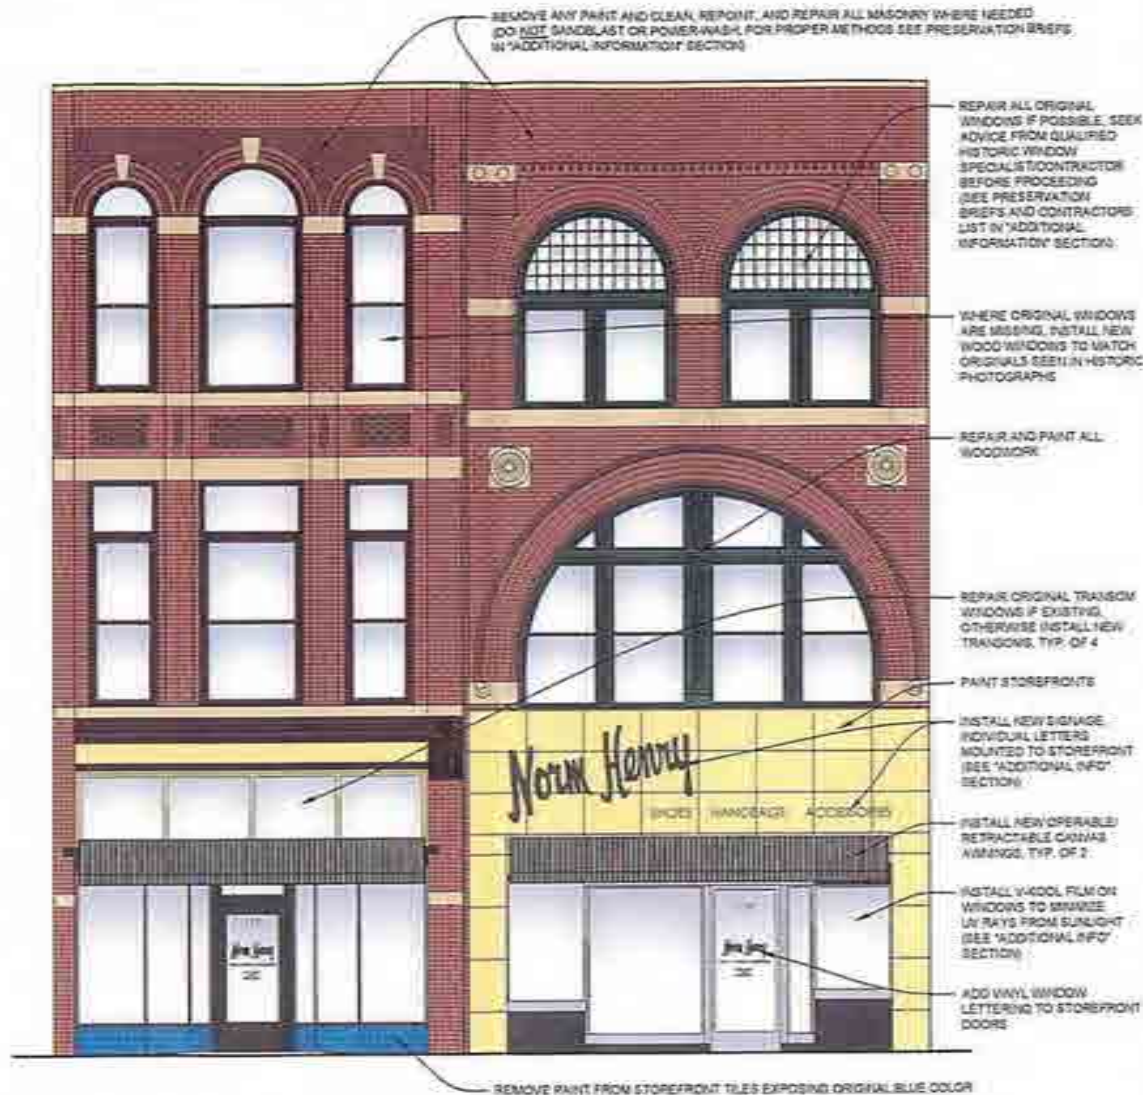 REMOVE ANY PAINT AND CLEAN, REPOINT, AND REPAIR ALL MASONRY WHERE NEEDED
(DO NOT SANDBLAST OR POWER-WASH. FOR PROPER METHODS SEE PRESERVATION BRIEFS
IN "ADDITIONAL INFORMATION" SECTION)
REPAIR ALL ORIGINAL
WINDOWS IF POSSIBLE, SEEK
ADVICE FROM QUALIFIED
HISTORIC WINDOW
SPECIALIST/CONTRACTOR
BEFORE PROCEEDING
(SEE PRESERVATION
BRIEFS AND CONTRACTORS
LIST IN "ADDITIONAL
INFORMATION" SECTION)
WHERE ORIGINAL WINDOWS
ARE MISSING, INSTALL NEW
WOOD WINDOWS TO MATCH
ORIGINALS SEEN IN HISTORIC
PHOTOGRAPHS
REPAIR AND PAINT ALL
WOODWORK
REPAIR ORIGINAL TRANSOM
WINDOWS IF EXISTING,
OTHERWISE INSTALL NEW
TRANSOMS, TYP. OF 4
PAINT STOREFRONTS
INSTALL NEW SIGNAGE,
INDIVIDUAL LETTERS
MOUNTED TO STOREFRONT
(SEE "ADDITIONAL INFO"
SECTION)
Norm Henry
SHOES HANDBAGS ACCESSORIES
INSTALL NEW OPERABLE/
RETRACTABLE CANVAS
AWNINGS, TYP. OF 2
INSTALL V-KOOL FILM ON
WINDOWS TO MINIMIZE
UV RAYS FROM SUNLIGHT
(SEE "ADDITIONAL INFO"
SECTION)
Norm Henry
Norm Henry
ADD VINYL WINDOW
LETTERING TO STOREFRONT
DOORS
REMOVE PAINT FROM STOREFRONT TILES EXPOSING ORIGINAL BLUE COLOR